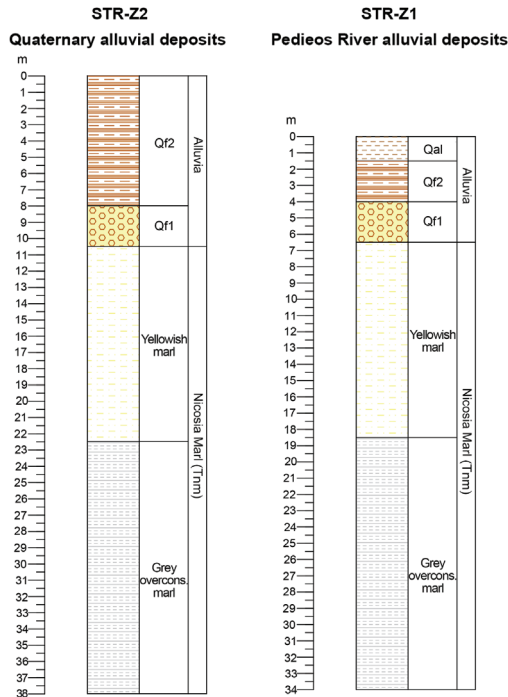 STR-Z2
Quaternary alluvial deposits
m
0
1
2
3
4
5
6
7
8
9
10
11
12
13
14
15
16
17
18
19
20
21
22
23
24
25
26
27
28
29
30
31
32
33
34
35
36
37
38
Qf2
Qf1
Yellowish
marl
Grey
overcons.
marl
Alluvia
Nicosia Marl (Tnm)
STR-Z1
Pedieos River alluvial deposits
m
0
1
2
3
4
5
6
7
8
9
10
11
12
13
14
15
16
17
18
19
20
21
22
23
24
25
26
27
28
29
30
31
32
33
34
Qal
Qf2
Qf1
Yellowish
marl
Grey
overcons.
marl
Alluvia
Nicosia Marl (Tnm)